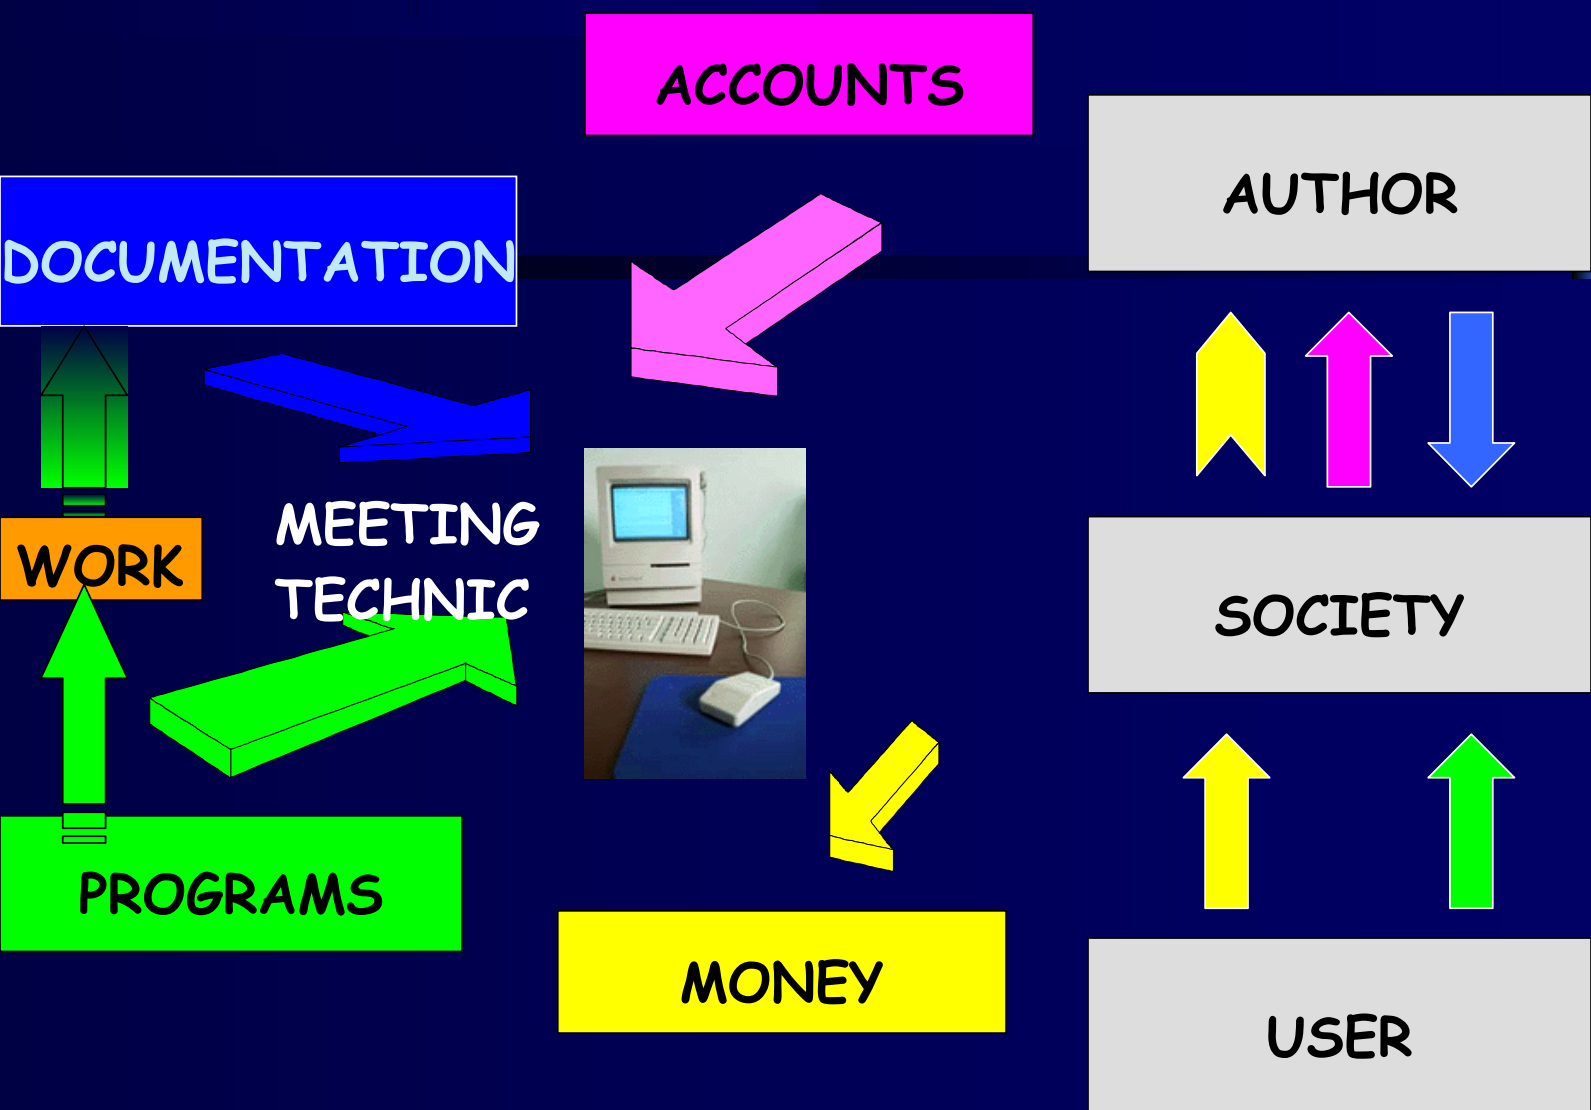 ACCOUNTS
AUTHOR
DOCUMENTATION
MEETING
TECHNIC
WORK
SOCIETY
PROGRAMS
MONEY
USER